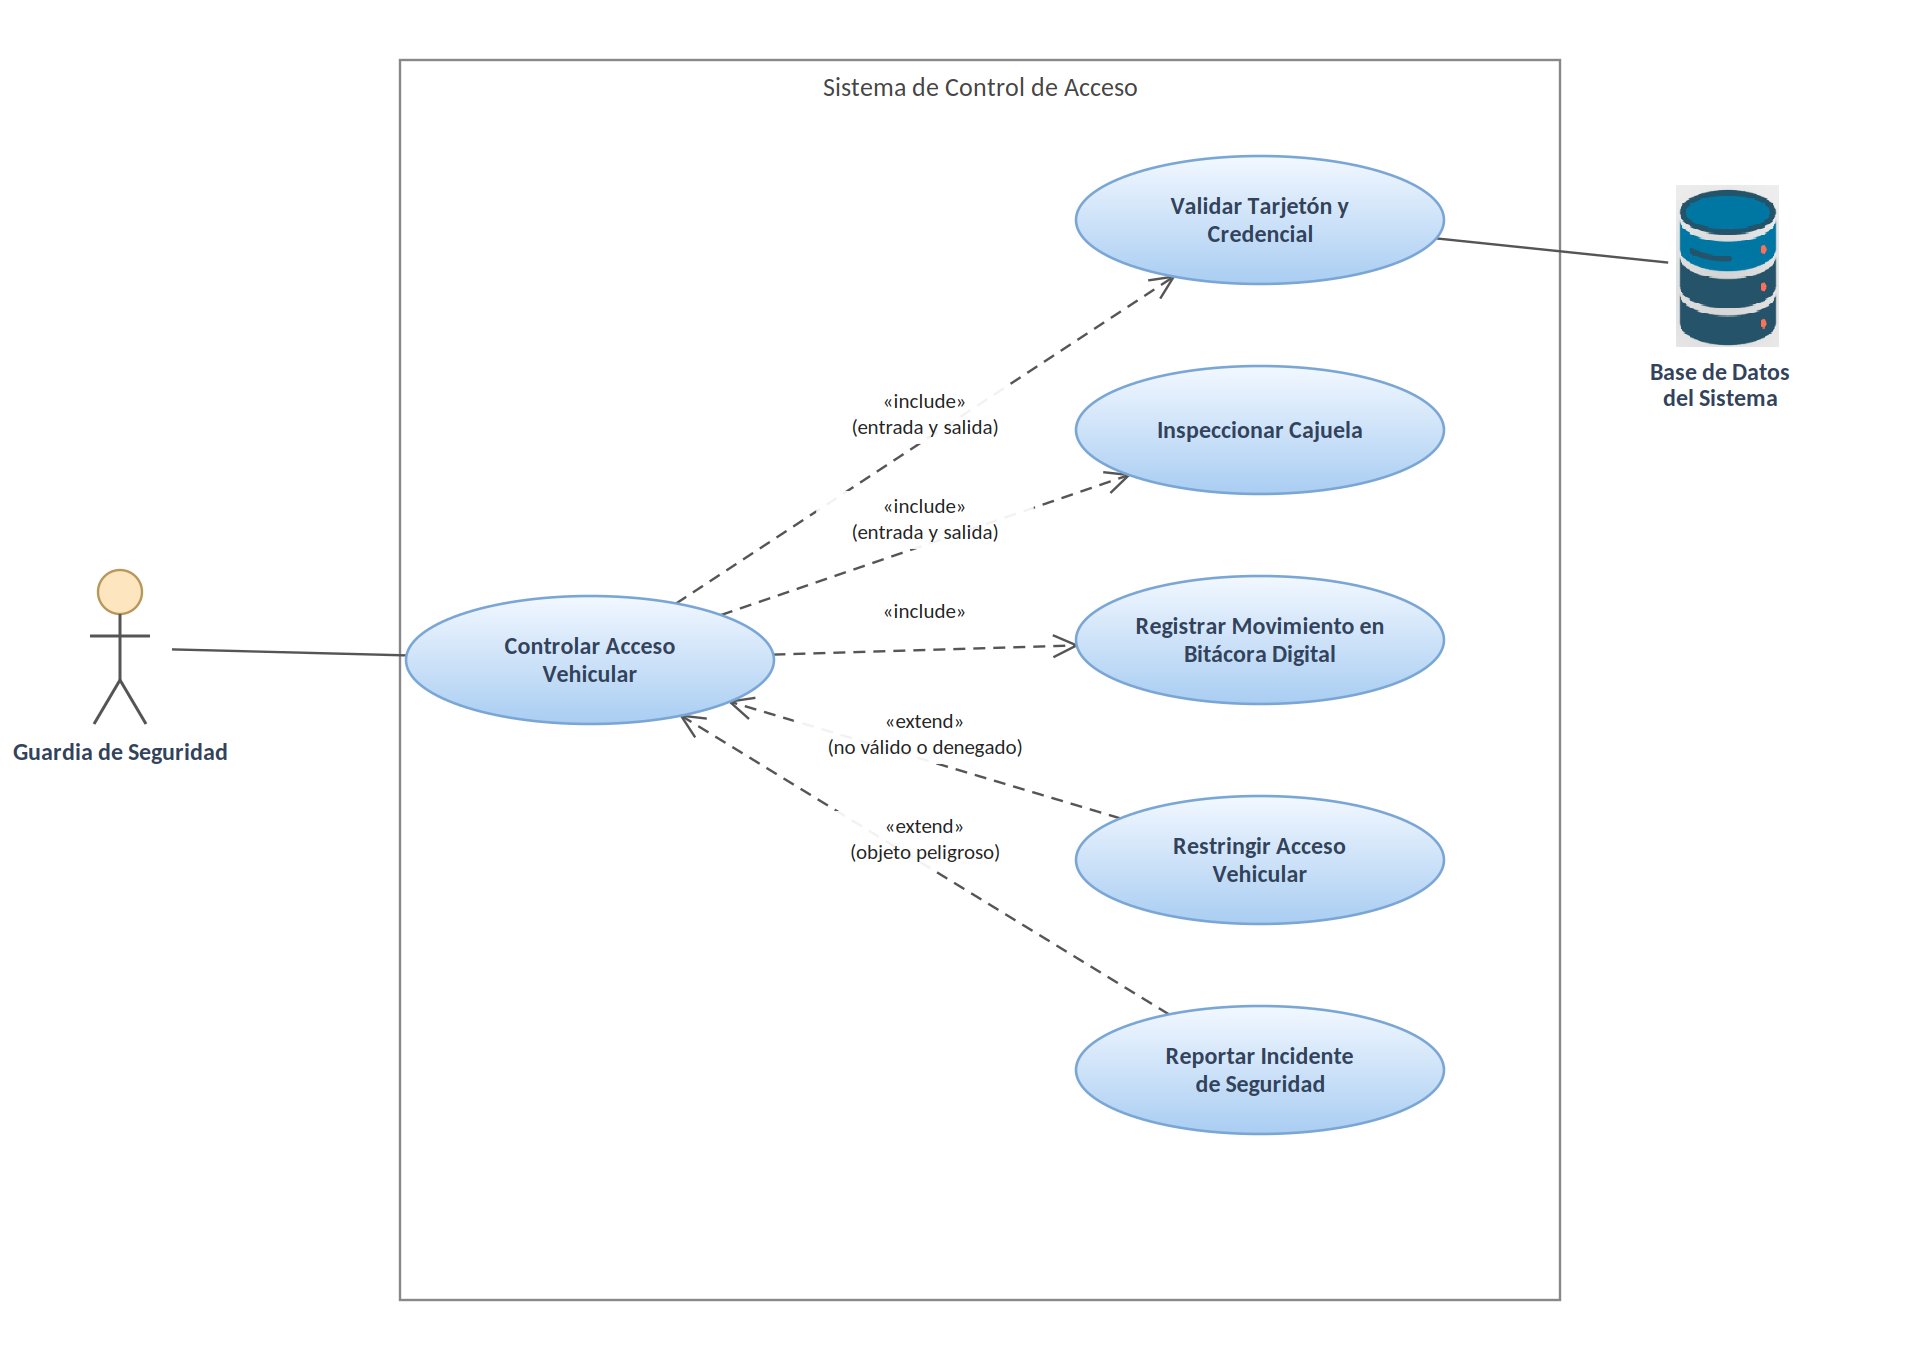 Sistema de Control de Acceso
Validar Tarjetón y
Credencial
Base de Datos
del Sistema
«include»
(entrada y salida)
Inspeccionar Cajuela
«include»
(entrada y salida)
«include»
Registrar Movimiento en
Bitácora Digital
Controlar Acceso
Vehicular
Guardia de Seguridad
«extend»
(no válido o denegado)
«extend»
(objeto peligroso)
Restringir Acceso
Vehicular
Reportar Incidente
de Seguridad